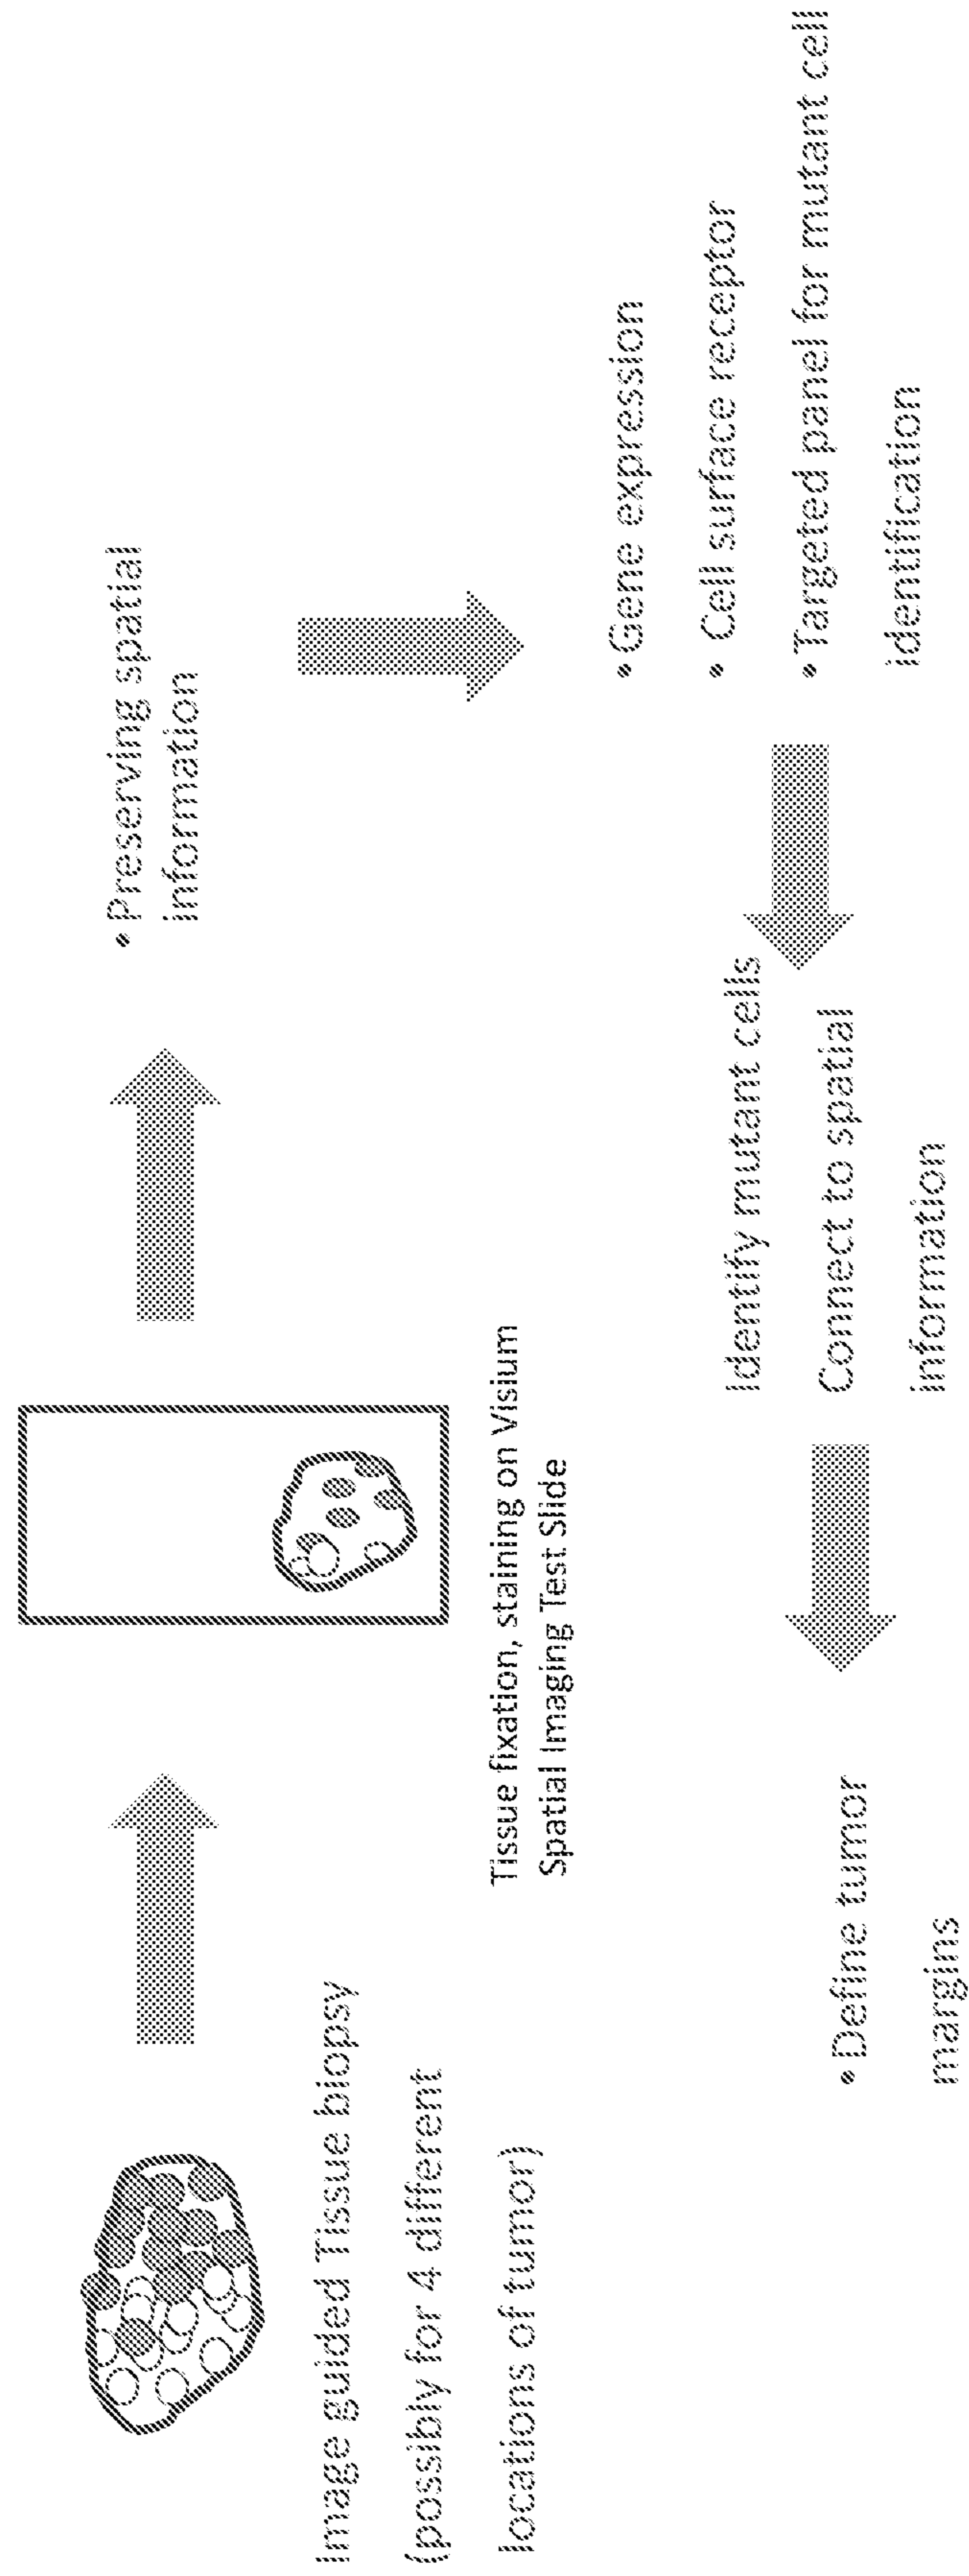 Image guided Tissue biopsy
(possibly for 4 different
locations of tumor)
Tissue fixation, staining on Visium
Spatial Imaging Test Slide
• Preserving spatial
information
• Gene expression
• Cell surface receptor
• Targeted panel for mutant cell
identification
Identify mutant cells
Connect to spatial
information
• Define tumor
margins